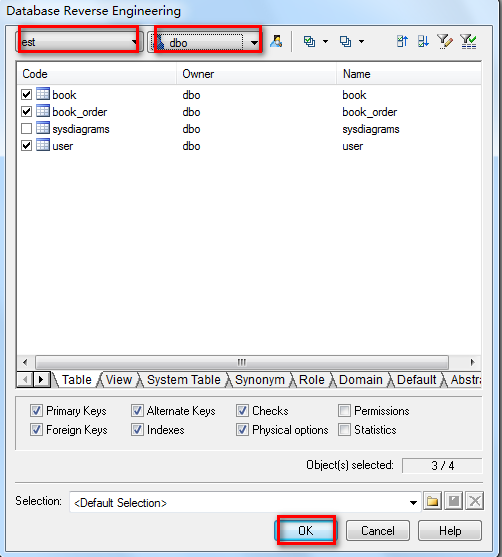 Database Reverse Engineering
est dbo
Code Owner Name
book dbo book
book_order dbo book_order
sysdiagrams dbo sysdiagrams
user dbo user
Table View System Table Synonym Role Domain Default Abstra
Primary Keys Alternate Keys Checks Permissions
Foreign Keys Indexes Physical options Statistics
Object(s) selected: 3 / 4
Selection: <Default Selection>
OK Cancel Help